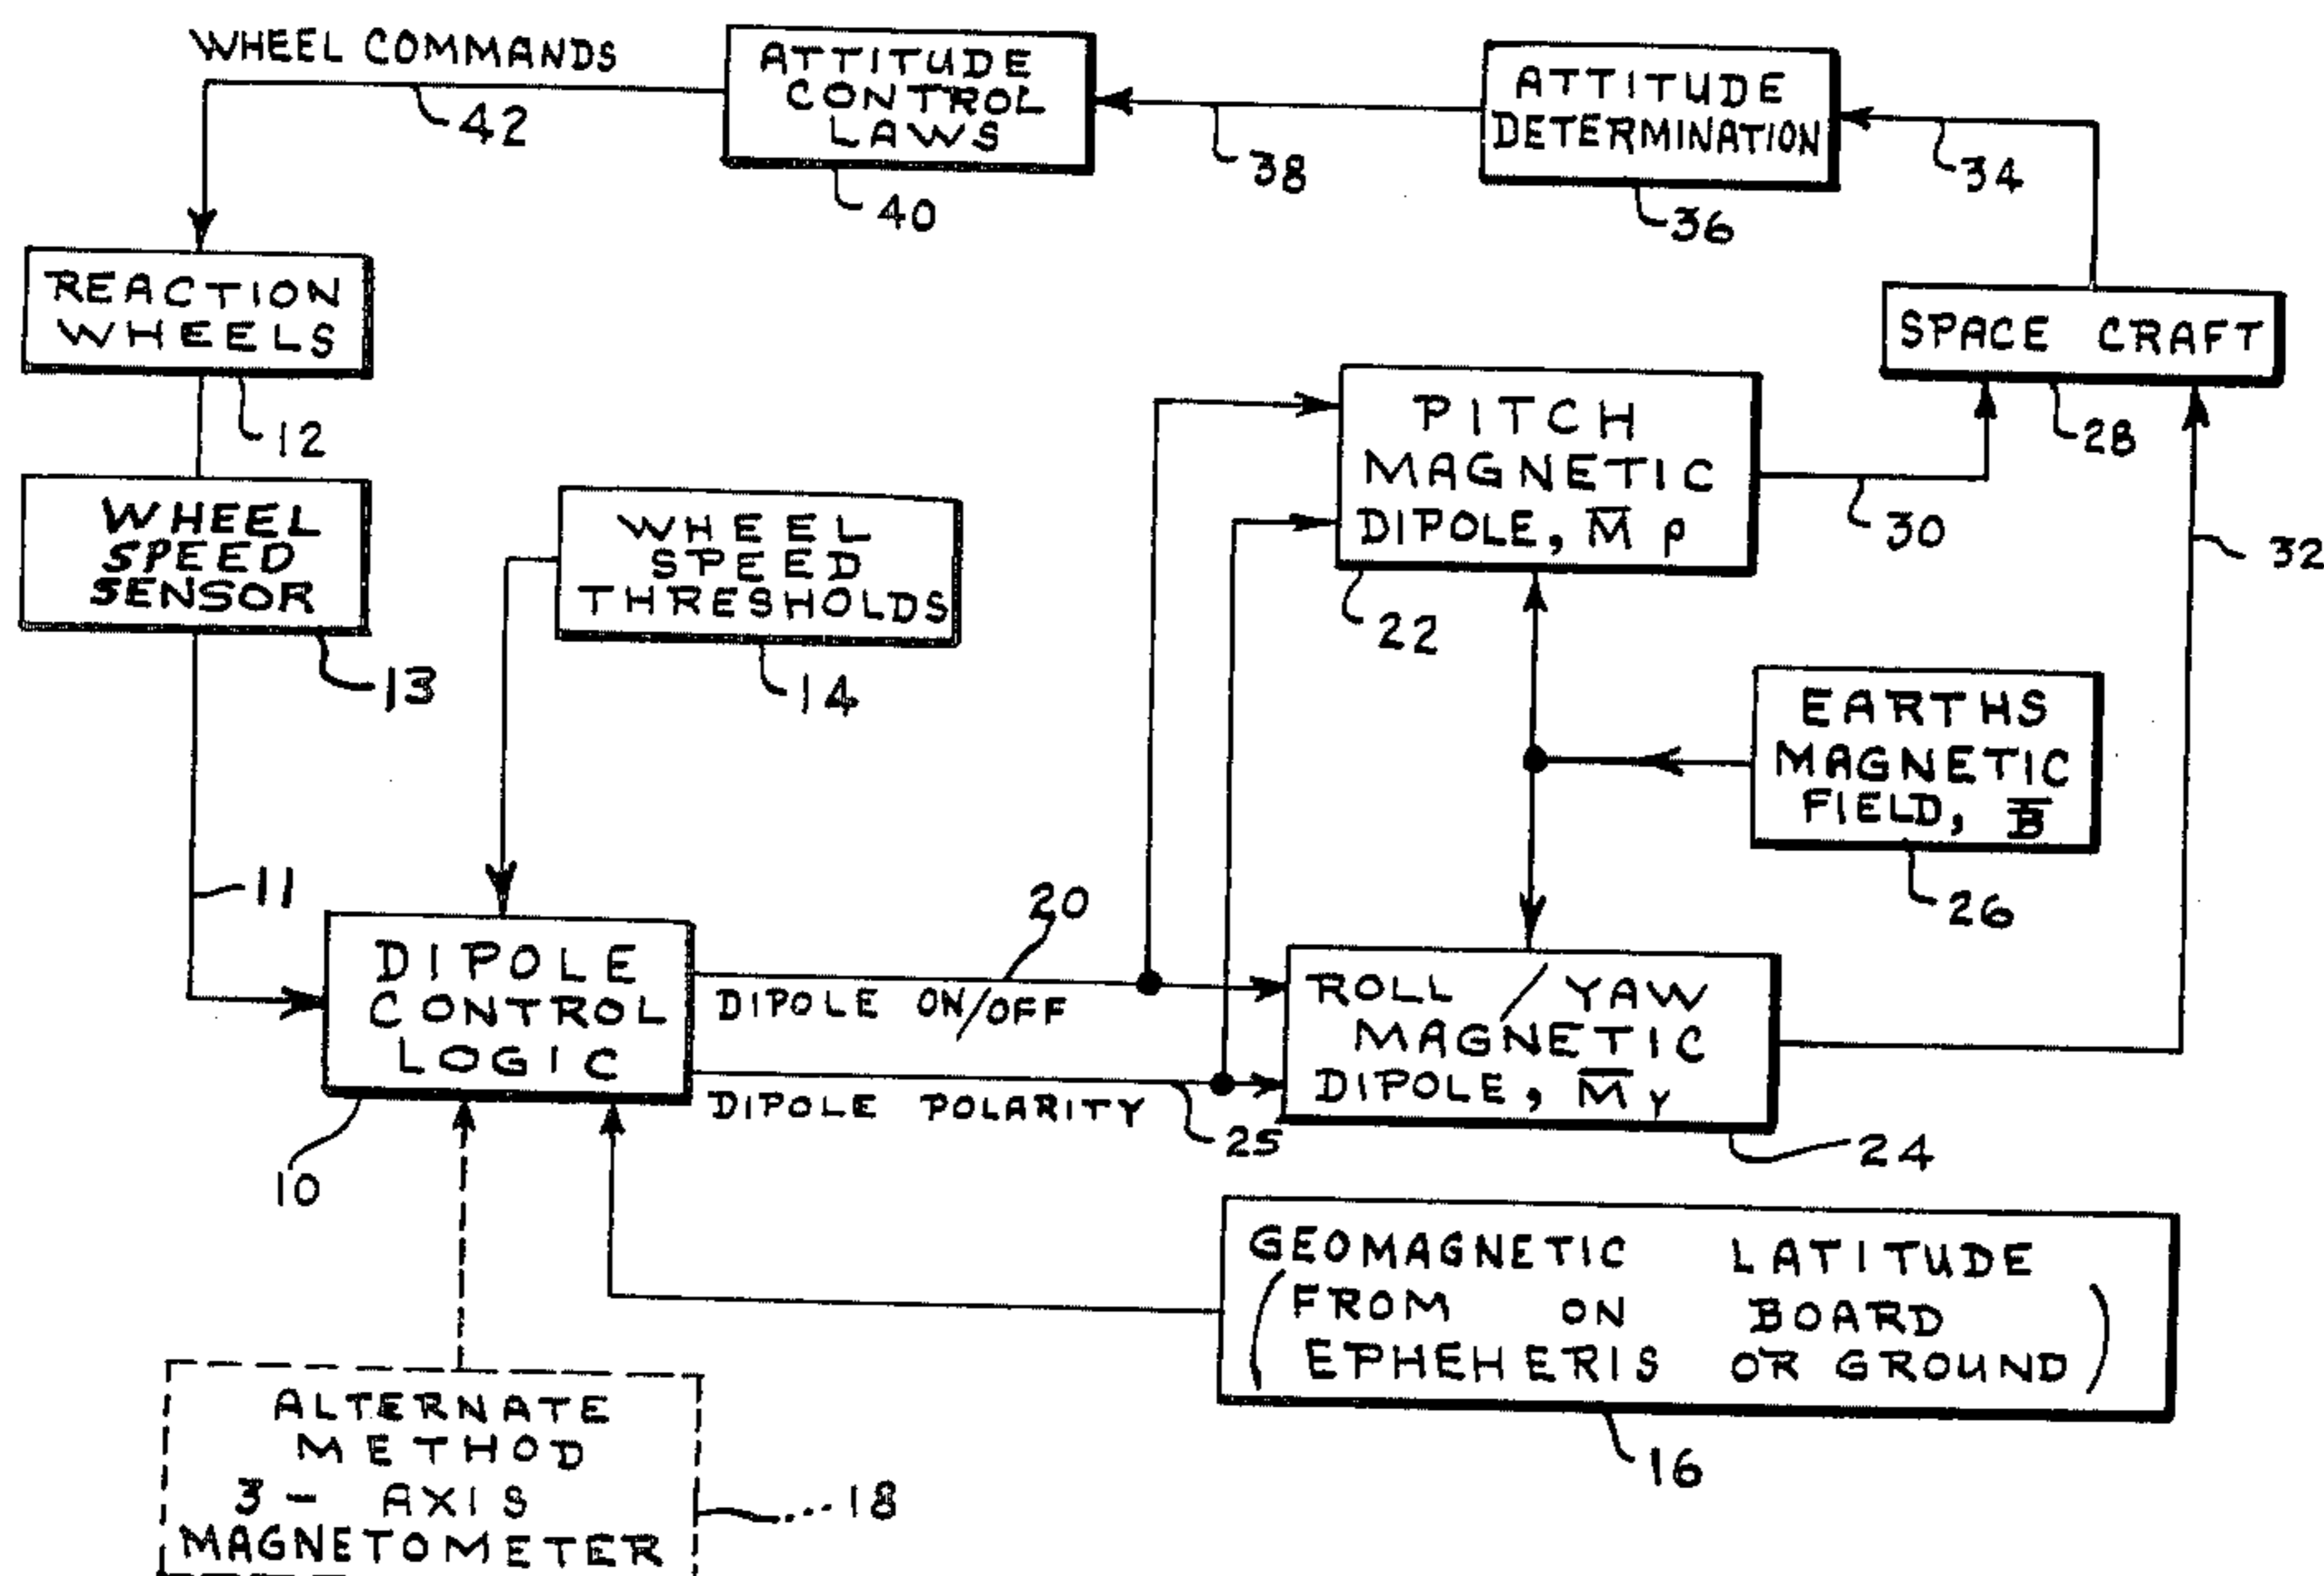 WHEEL COMMANDS
42
ATTITUDE
CONTROL
LAWS
40
38
ATTITUDE
DETERMINATION
36
34
REACTION
WHEELS
12
SPACE CRAFT
28
WHEEL
SPEED
SENSOR
13
WHEEL
SPEED
THRESHOLDS
14
PITCH
MAGNETIC
DIPOLE, M̅ P
22
30
32
EARTHS
MAGNETIC
FIELD, B̅
26
11
DIPOLE
CONTROL
LOGIC
10
20
DIPOLE ON/OFF
DIPOLE POLARITY
25
ROLL / YAW
MAGNETIC
DIPOLE, M̅ Y
24
GEOMAGNETIC LATITUDE
(FROM ON BOARD
EPHEHERIS OR GROUND)
16
ALTERNATE
METHOD
3 - AXIS
MAGNETOMETER
18